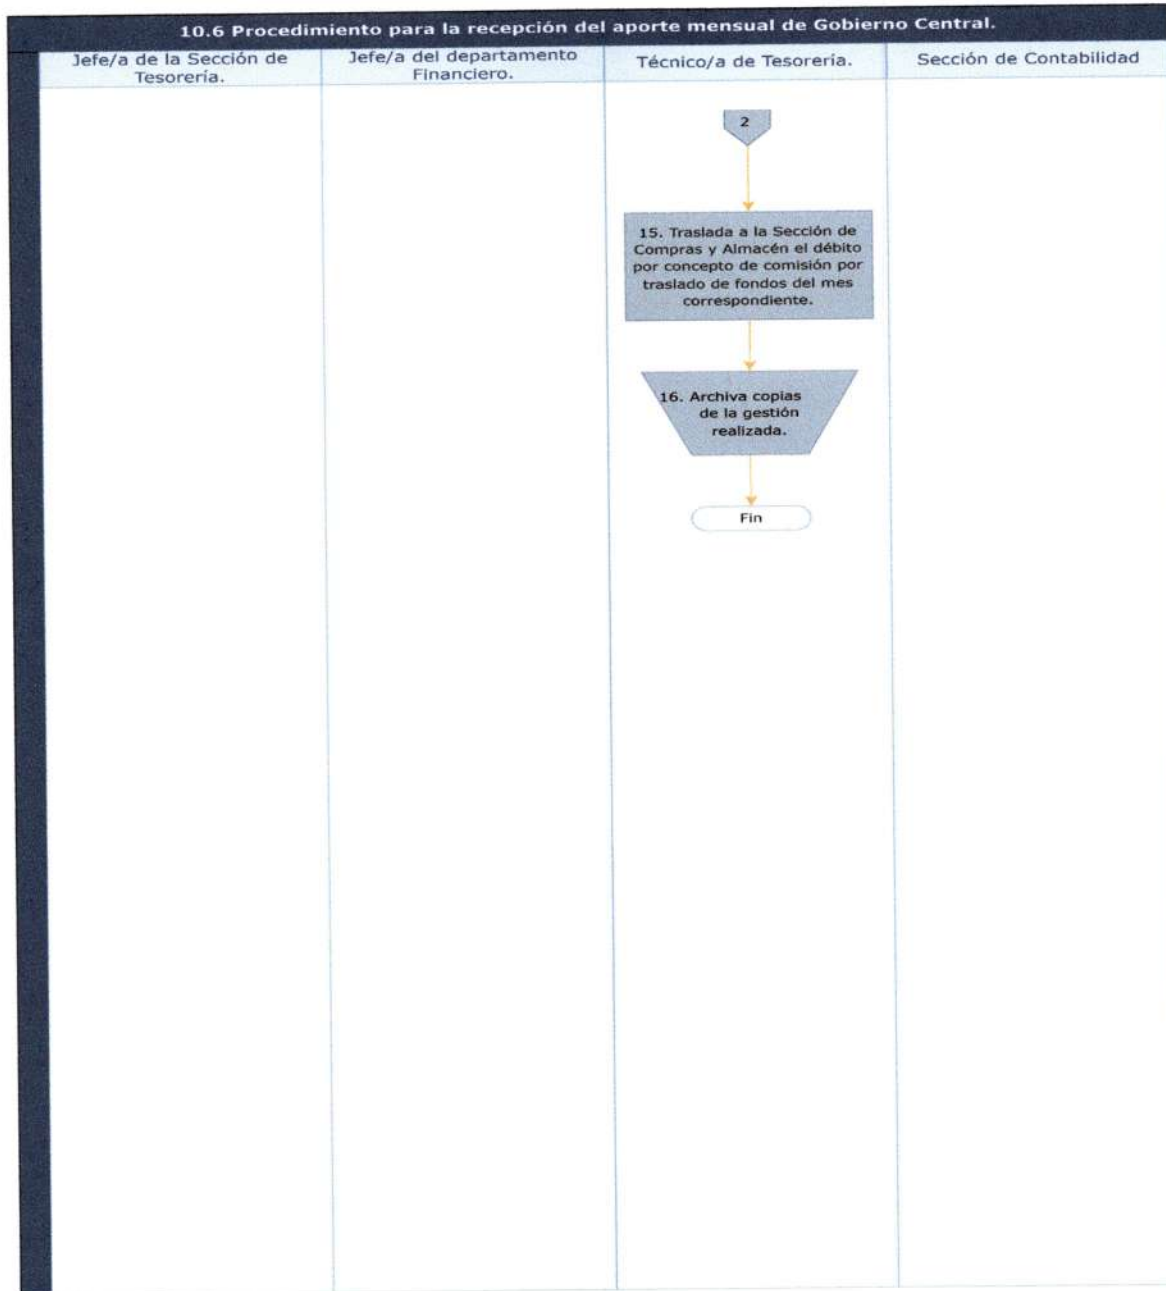 10.6 Procedimiento para la recepción del aporte mensual de Gobierno Central.
Jefe/a de la Sección de
Tesorería.
Jefe/a del departamento
Financiero.
Técnico/a de Tesorería.
Sección de Contabilidad
2
15. Traslada a la Sección de
Compras y Almacén el débito
por concepto de comisión por
traslado de fondos del mes
correspondiente.
16. Archiva copias
de la gestión
realizada.
Fin